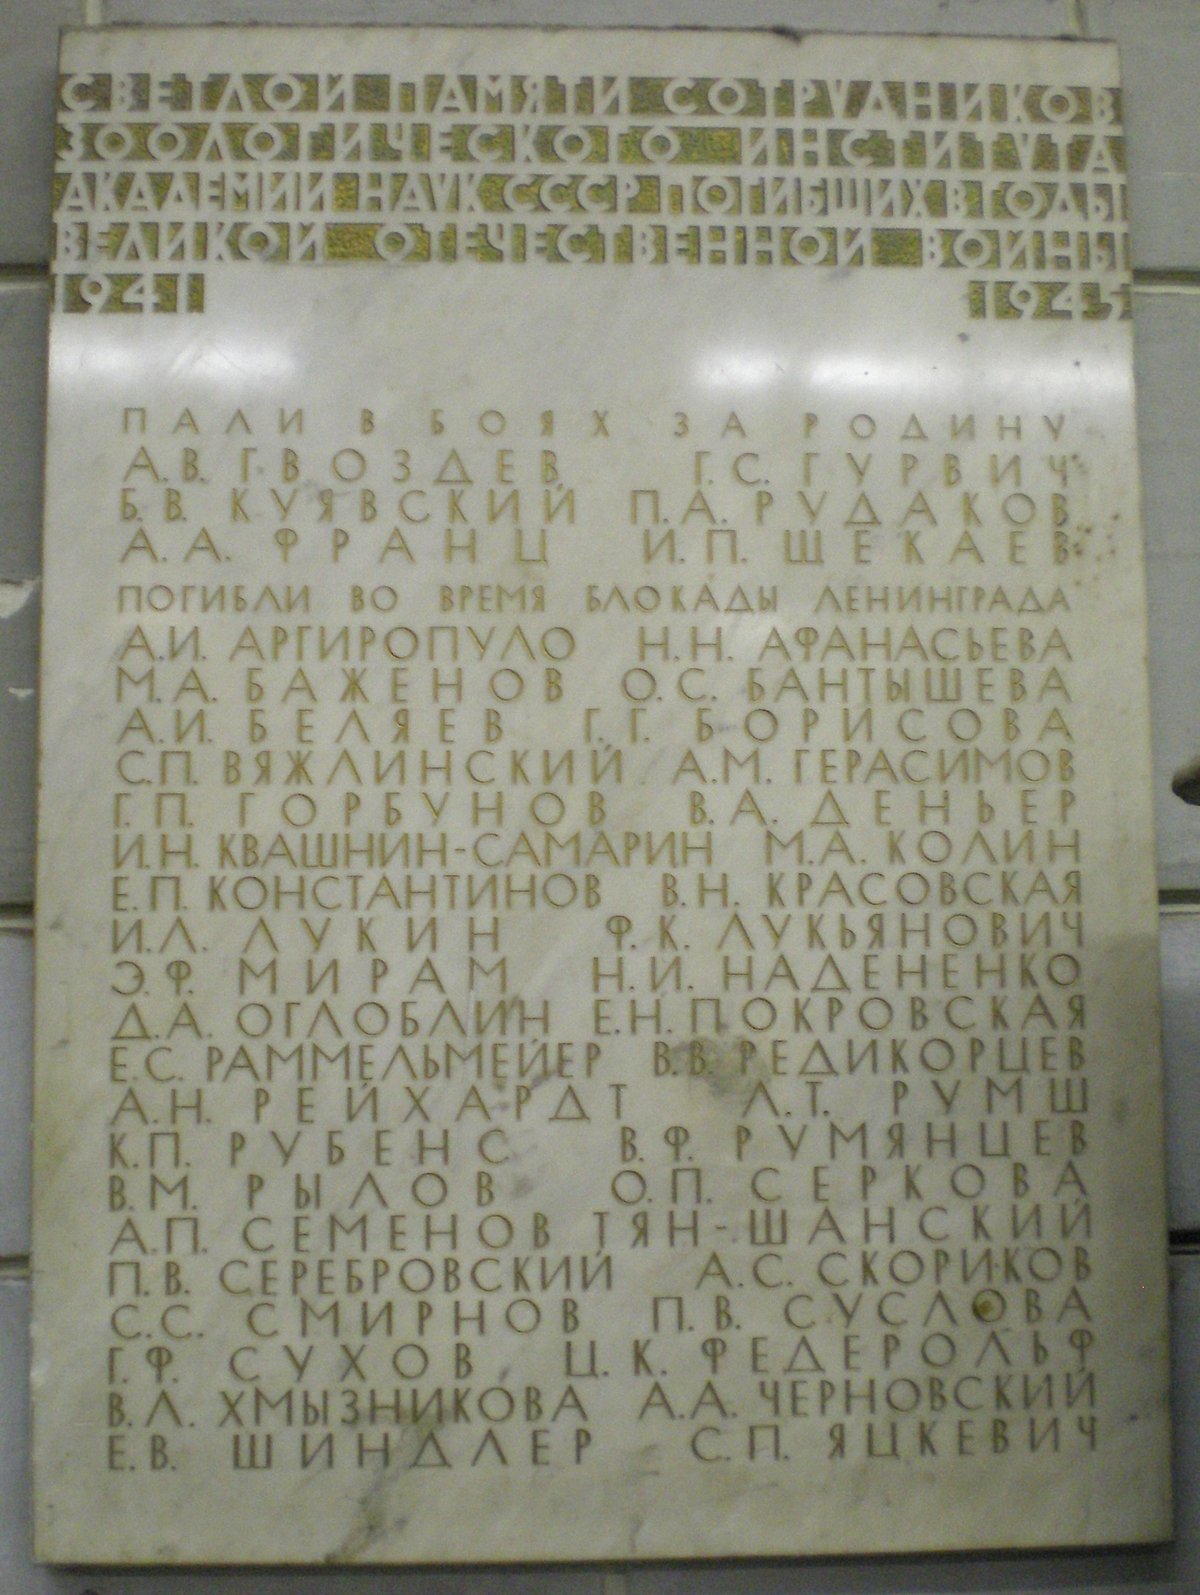 СВЕТЛОЙ ПАМЯТИ СОТРУДНИКОВ
ЗООЛОГИЧЕСКОГО ИНСТИТУТА
АКАДЕМИИ НАУК СССР ПОГИБШИХ В ГОДЫ
ВЕЛИКОЙ ОТЕЧЕСТВЕННОЙ ВОЙНЫ
1941 1945
ПАЛИ В БОЯХ ЗА РОДИНУ
А.В. ГВОЗДЕВ Г.С. ГУРВИЧ
Б.В. КУЯВСКИЙ П.А. РУДАКОВ
А.А. ФРАНЦ И.П. ЩЕКАЕВ
ПОГИБЛИ ВО ВРЕМЯ БЛОКАДЫ ЛЕНИНГРАДА
А.И. АРГИРОПУЛО Н.Н. АФАНАСЬЕВА
М.А. БАЖЕНОВ О.С. БАНТЫШЕВА
А.И. БЕЛЯЕВ Г.Г. БОРИСОВА
С.П. ВЯЖЛИНСКИЙ А.М. ГЕРАСИМОВ
Г.П. ГОРБУНОВ В.А. ДЕНЬЕР
И.Н. КВАШНИН-САМАРИН М.А. КОЛИН
Е.П. КОНСТАНТИНОВ В.Н. КРАСОВСКАЯ
И.Л. ЛУКИН Ф.К. ЛУКЬЯНОВИЧ
Э.Ф. МИРАМ Н.И. НАДЕНЕНКО
Д.А. ОГЛОБЛИН Е.Н. ПОКРОВСКАЯ
Е.С. РАММЕЛЬМЕЙЕР В.В. РЕДИКОРЦЕВ
А.Н. РЕЙХАРДТ Л.Т. РУМШ
К.П. РУБЕНС В.Ф. РУМЯНЦЕВ
В.М. РЫЛОВ О.П. СЕРКОВА
А.П. СЕМЕНОВ ТЯН-ШАНСКИЙ
П.В. СЕРЕБРОВСКИЙ А.С. СКОРИКОВ
С.С. СМИРНОВ П.В. СУСЛОВА
Г.Ф. СУХОВ Ц.К. ФЕДЕРОЛЬФ
В.Л. ХМЫЗНИКОВА А.А. ЧЕРНОВСКИЙ
Е.В. ШИНДЛЕР С.П. ЯЦКЕВИЧ